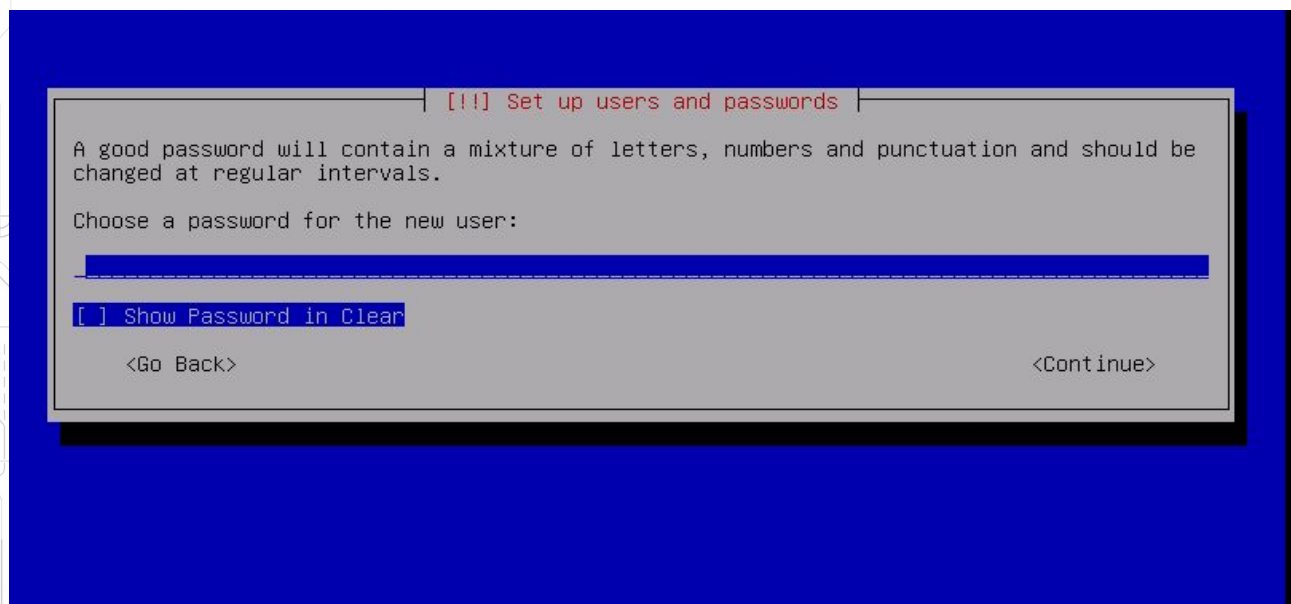 [!!] Set up users and passwords
A good password will contain a mixture of letters, numbers and punctuation and should be
changed at regular intervals.
Choose a password for the new user:
[ ] Show Password in Clear
<Go Back> <Continue>